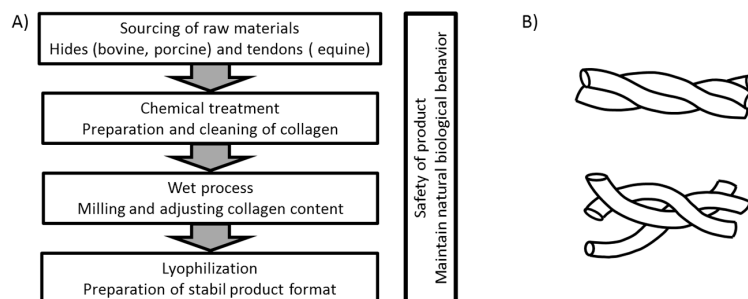 A)
Sourcing of raw materials
Hides (bovine, porcine) and tendons ( equine)
Chemical treatment
Preparation and cleaning of collagen
Wet process
Milling and adjusting collagen content
Lyophilization
Preparation of stabil product format
Safety of product
Maintain natural biological behavior
B)